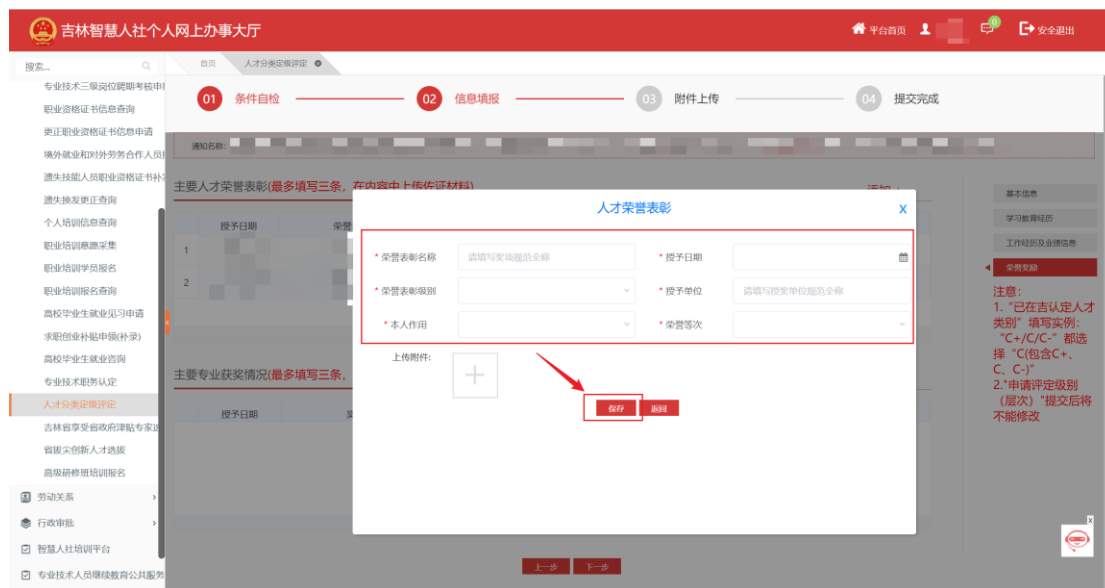 吉林智慧人社个人网上办事大厅
平台首页
0
安全退出
搜索...
首页
人才分类定级评定
专业技术三级岗位聘期考核申
职业资格证书信息查询
更正职业资格证书信息申请
境外就业和对外劳务合作人员
遗失技能人员职业资格证书补
遗失换发更正查询
个人培训信息查询
职业培训意愿采集
职业培训学员报名
职业培训报名查询
高校毕业生就业见习申请
求职创业补贴申领(补录)
高校毕业生就业咨询
专业技术职务认定
人才分类定级评定
吉林省享受省政府津贴专家选
省拔尖创新人才选拔
高级研修班培训报名
劳动关系
行政审批
智慧人社培训平台
专业技术人员继续教育公共服务
01 条件自检
02 信息填报
03 附件上传
04 提交完成
通知名称:
主要人才荣誉表彰(最多填写三条，在内容中上传佐证材料)
添加
授予日期
荣誉
1
2
主要专业获奖情况(最多填写三条，
授予日期
人才荣誉表彰
X
* 荣誉表彰名称
请填写奖项规范全称
* 授予日期
* 荣誉表彰级别
* 授予单位
请填写授奖单位规范全称
* 本人作用
* 荣誉等次
上传附件:
保存
返回
上一步
下一步
基本信息
学习教育经历
工作经历及业绩信息
荣誉奖励
注意：
1. “已在吉认定人才
类别” 填写实例：
“C+/C/C-” 都选
择 “C(包含C+、
C、C-)”
2.“申请评定级别
（层次）”提交后将
不能修改
x